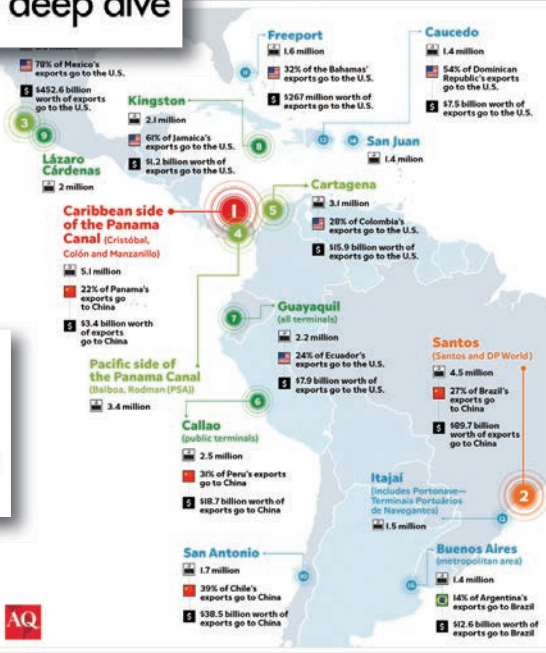 deep dive
78% of Mexico's
exports go to the U.S.
$
$452.6 billion
worth of exports
go to the U.S.
3
9
Lázaro
Cárdenas
2 million
Kingston
2.1 million
61% of Jamaica's
exports go to the U.S.
$
$1.2 billion worth of
exports go to the U.S.
8
Freeport
1.6 million
32% of the Bahamas'
exports go to the U.S.
$
$267 million worth of
exports go to the U.S.
Caucedo
1.4 million
54% of Dominican
Republic's exports
go to the U.S.
$
$7.5 billion worth of
exports go to the U.S.
San Juan
1.4 milion
Caribbean side
of the Panama
Canal (Cristóbal,
Colón and Manzanillo)
5.1 million
22% of Panama's
exports go
to China
$
$3.4 billion worth
of exports
go to China
1
4
5
Cartagena
3.1 million
28% of Colombia's
exports go to the U.S.
$
$15.9 billion worth of
exports go to the U.S.
Pacific side of
the Panama Canal
(Balboa, Rodman (PSA))
3.4 million
7
Guayaquil
(all terminals)
2.2 million
24% of Ecuador's
exports go to the U.S.
$
$7.9 billion worth of
exports go to the U.S.
6
Callao
(public terminals)
2.5 million
31% of Peru's exports
go to China
$
$18.7 billion worth of
exports go to China
Santos
(Santos and DP World)
4.5 million
27% of Brazil's
exports go
to China
$
$89.7 billion
worth of exports
go to China
2
Itajaí
(includes Portonave—
Terminais Portuários
de Navegantes)
1.5 million
San Antonio
1.7 million
39% of Chile's
exports go to China
$
$38.5 billion worth of
exports go to China
10
Buenos Aires
(metropolitan area)
1.4 million
14% of Argentina's
exports go to Brazil
$
$12.6 billion worth of
exports go to Brazil
AQ